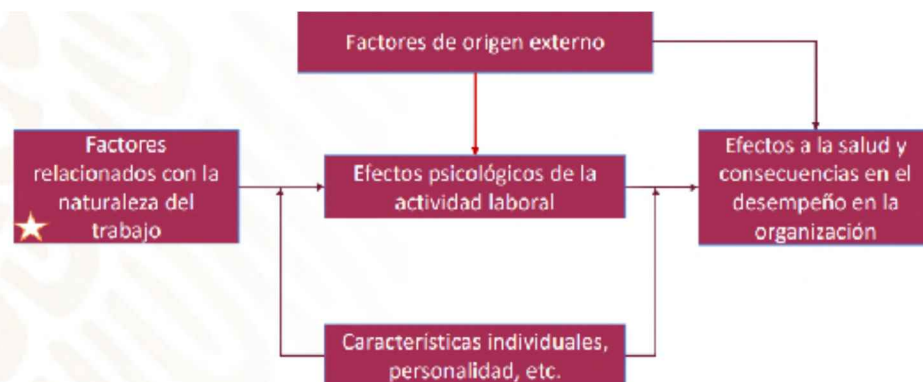 Factores de origen externo
Factores
relacionados con la
naturaleza del
trabajo
Efectos psicológicos de la
actividad laboral
Efectos a la salud y
consecuencias en el
desempeño en la
organización
Características individuales,
personalidad, etc.